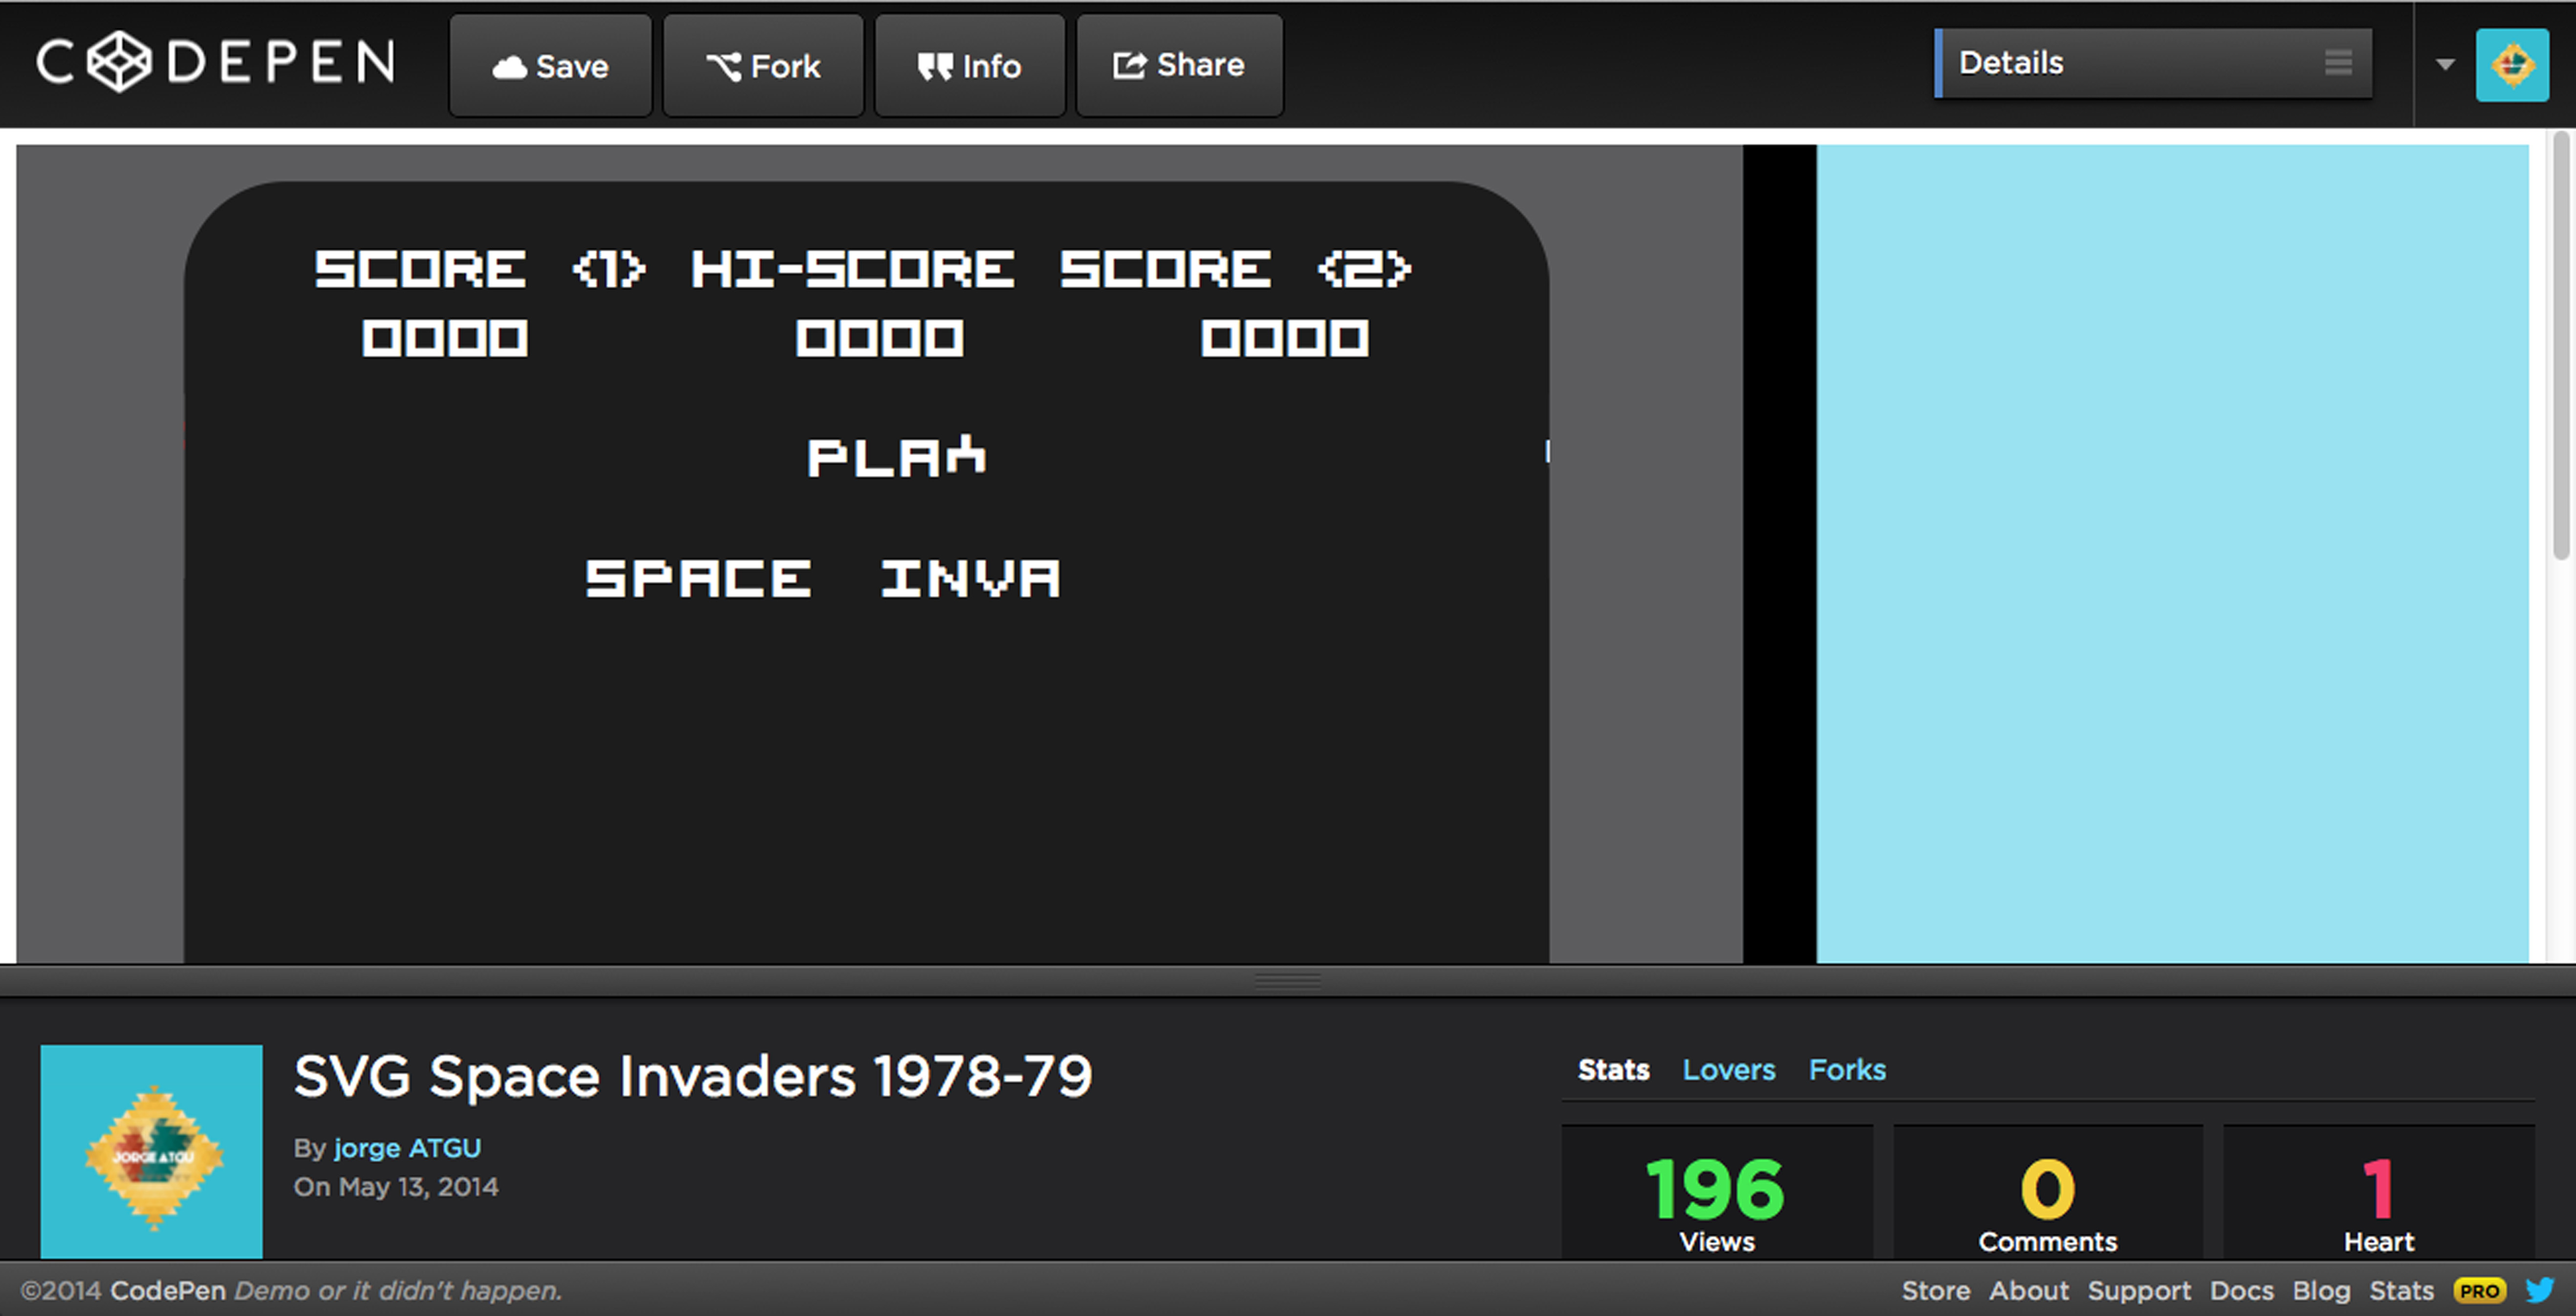 CODEPEN Save Fork Info Share Details
SCORE <1> HI-SCORE SCORE <2>
0000 0000 0000
PLAY
SPACE INVA
SVG Space Invaders 1978-79
By jorge ATGU
On May 13, 2014
JORGE ATGU
Stats Lovers Forks
196 0 1
Views Comments Heart
©2014 CodePen Demo or it didn't happen.
Store About Support Docs Blog Stats PRO